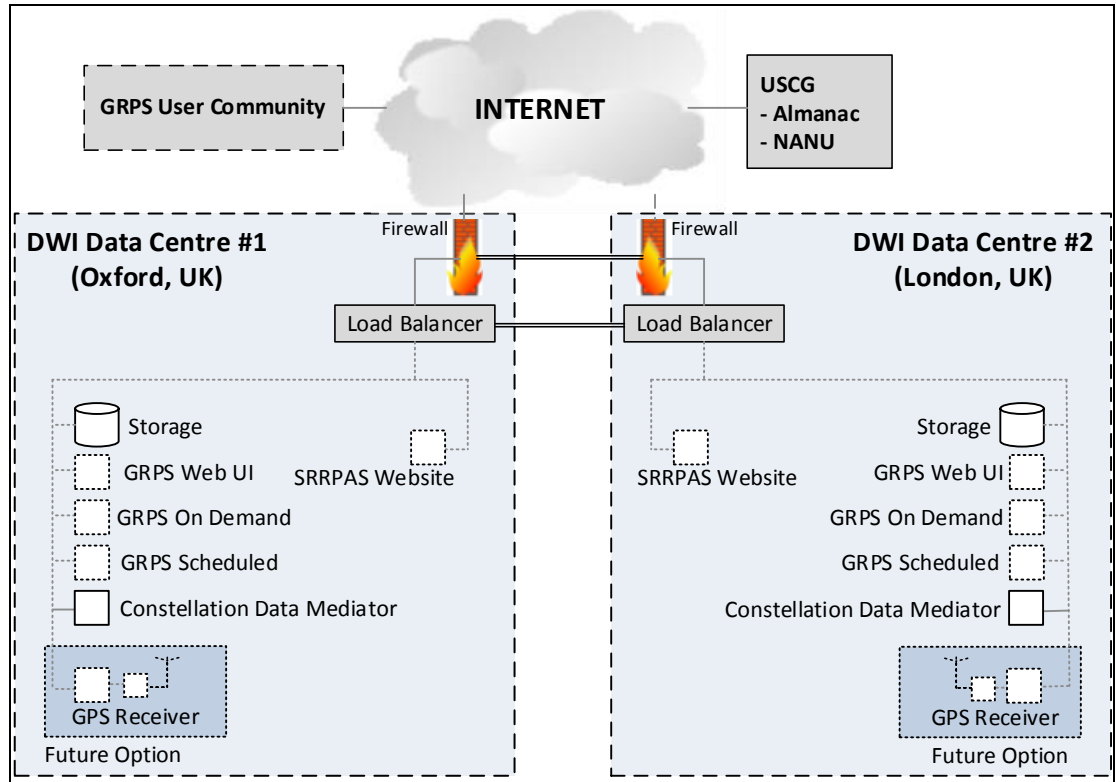 GRPS User Community
INTERNET
USCG
- Almanac
- NANU
Firewall
Firewall
DWI Data Centre #1
(Oxford, UK)
DWI Data Centre #2
(London, UK)
Load Balancer
Load Balancer
Storage
GRPS Web UI
SRRPAS Website
GRPS On Demand
GRPS Scheduled
Constellation Data Mediator
GPS Receiver
Future Option
Storage
GRPS Web UI
SRRPAS Website
GRPS On Demand
GRPS Scheduled
Constellation Data Mediator
GPS Receiver
Future Option